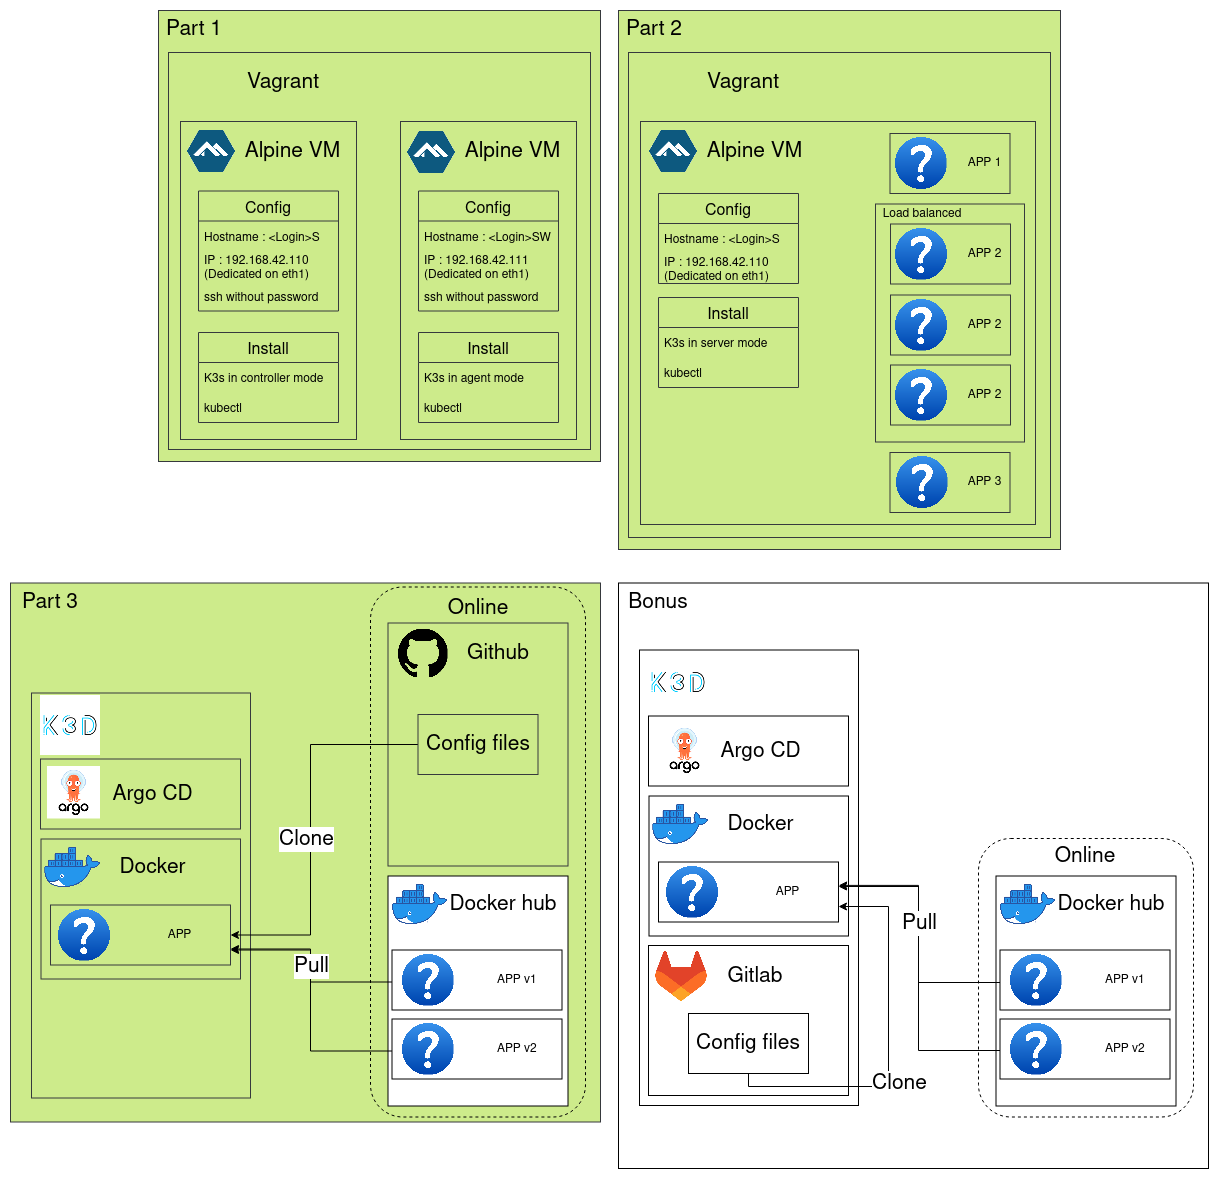 Part 1
Vagrant
Alpine VM
Config
Hostname : <Login>S
IP : 192.168.42.110
(Dedicated on eth1)
ssh without password
Install
K3s in controller mode
kubectl
Alpine VM
Config
Hostname : <Login>SW
IP : 192.168.42.111
(Dedicated on eth1)
ssh without password
Install
K3s in agent mode
kubectl
Part 2
Vagrant
Alpine VM
Config
Hostname : <Login>S
IP : 192.168.42.110
(Dedicated on eth1)
Install
K3s in server mode
kubectl
APP 1
Load balanced
APP 2
APP 2
APP 2
APP 3
Part 3
K3D
argo
Argo CD
Docker
APP
Clone
Pull
Online
Github
Config files
Docker hub
APP v1
APP v2
Bonus
K3D
argo
Argo CD
Docker
APP
Gitlab
Config files
Clone
Pull
Online
Docker hub
APP v1
APP v2